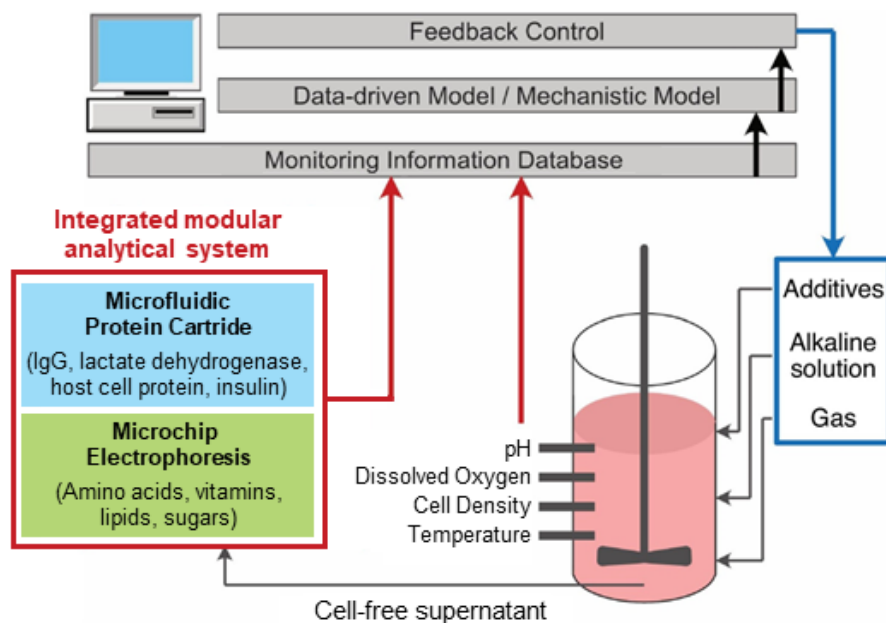 Feedback Control
Data-driven Model / Mechanistic Model
Monitoring Information Database
Integrated modular
analytical system
Microfluidic
Protein Cartride
(IgG, lactate dehydrogenase,
host cell protein, insulin)
Microchip
Electrophoresis
(Amino acids, vitamins,
lipids, sugars)
pH
Dissolved Oxygen
Cell Density
Temperature
Additives
Alkaline
solution
Gas
Cell-free supernatant